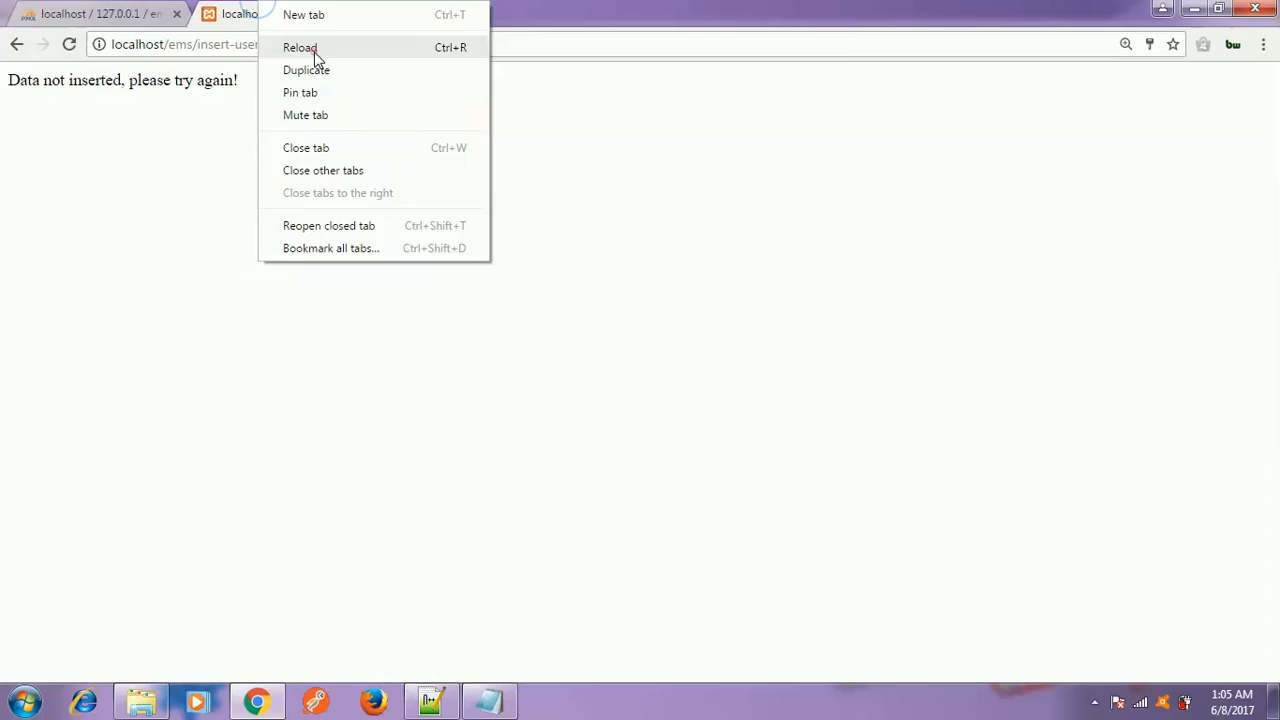 localhost / 127.0.0.1 / em
localho
localhost/ems/insert-user
bw
Data not inserted, please try again!
New tab Ctrl+T
Reload Ctrl+R
Duplicate
Pin tab
Mute tab
Close tab Ctrl+W
Close other tabs
Close tabs to the right
Reopen closed tab Ctrl+Shift+T
Bookmark all tabs... Ctrl+Shift+D
1:05 AM
6/8/2017